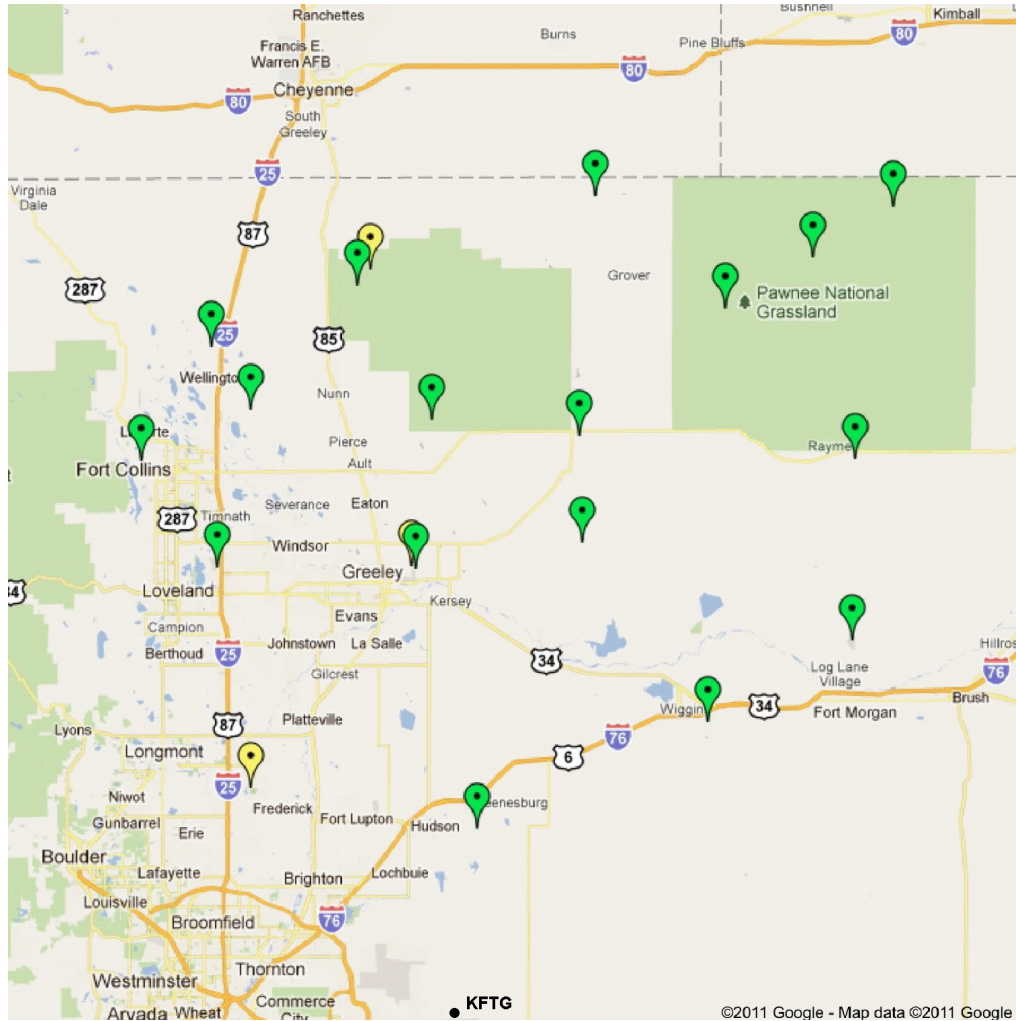 Ranchettes
Bushnell
Kimball
Burns
Pine Bluffs
80
Francis E.
Warren AFB
80
80
Cheyenne
South
Greeley
25
Virginia
Dale
87
287
Grover
Pawnee National
Grassland
25
85
Nunn
Pierce
Ault
Fort Collins
Severance
Eaton
287
Timnath
Windsor
Greeley
Loveland
Kersey
Evans
Campion
Berthoud
Johnstown
La Salle
25
34
Gilcrest
Log Lane
Village
76
Brush
34
Fort Morgan
87
Platteville
Lyons
Longmont
76
6
25
Niwot
Frederick
Gunbarrel
Fort Lupton
Hudson
Erie
Boulder
Lafayette
Lochbuie
Brighton
Louisville
76
Broomfield
Thornton
Westminster
Commerce
City
KFTG
Arvada
Wheat
©2011 Google - Map data ©2011 Google